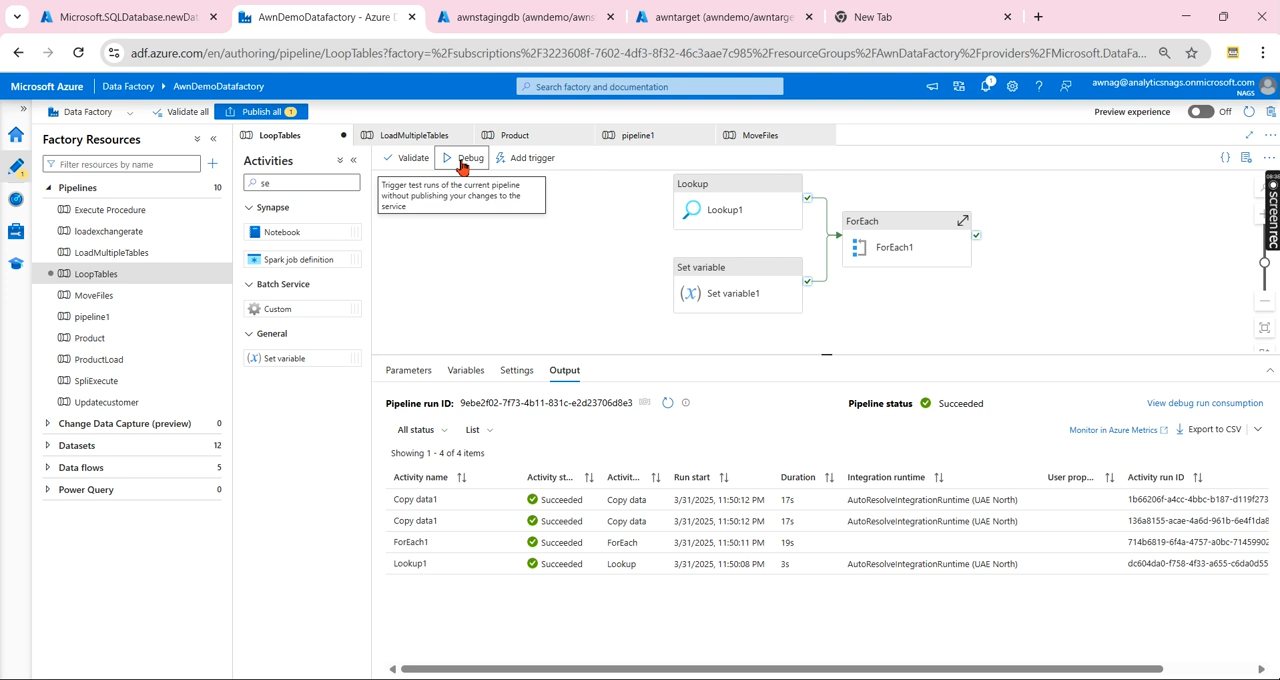 Microsoft.SQLDatabase.newDat
AwnDemoDatafactory - Azure D
awnstagingdb (awndemo/awns
awntarget (awndemo/awntarge
New Tab
adf.azure.com/en/authoring/pipeline/LoopTables?factory=%2Fsubscriptions%2F3223608f-7602-4df3-8f32-46c3aae7c985%2FresourceGroups%2FAwnDataFactory%2Fproviders%2FMicrosoft.DataFa...
Microsoft Azure
Data Factory
AwnDemoDatafactory
Search factory and documentation
1
awnag@analyticsnags.onmicrosoft.com
NAGS
Data Factory
Validate all
Publish all 1
Preview experience
Off
Factory Resources
Filter resources by name
Pipelines 10
Execute Procedure
loadexchangerate
LoadMultipleTables
LoopTables
MoveFiles
pipeline1
Product
ProductLoad
SpliExecute
Updatecustomer
Change Data Capture (preview) 0
Datasets 12
Data flows 5
Power Query 0
LoopTables
LoadMultipleTables
Product
pipeline1
MoveFiles
Activities
se
Synapse
Notebook
Spark job definition
Batch Service
Custom
General
Set variable
Validate
Debug
Add trigger
Trigger test runs of the current pipeline
without publishing your changes to the
service
Lookup
Lookup1
Set variable
Set variable1
ForEach
ForEach1
screenrec
Parameters Variables Settings Output
Pipeline run ID: 9ebe2f02-7f73-4b11-831c-e2d23706d8e3
Pipeline status Succeeded
View debug run consumption
All status
List
Monitor in Azure Metrics
Export to CSV
Showing 1 - 4 of 4 items
Activity name Activity st... Activit... Run start Duration Integration runtime User prop... Activity run ID
Copy data1 Succeeded Copy data 3/31/2025, 11:50:12 PM 17s AutoResolveIntegrationRuntime (UAE North) 1b66206f-a4cc-4bbc-b187-d119f273
Copy data1 Succeeded Copy data 3/31/2025, 11:50:12 PM 17s AutoResolveIntegrationRuntime (UAE North) 136a8155-acae-4a6d-961b-6e4f1da8
ForEach1 Succeeded ForEach 3/31/2025, 11:50:11 PM 19s 714b6819-6f4a-4757-a0bc-71459902
Lookup1 Succeeded Lookup 3/31/2025, 11:50:08 PM 3s AutoResolveIntegrationRuntime (UAE North) dc604da0-f758-4f33-a655-c6da0d55